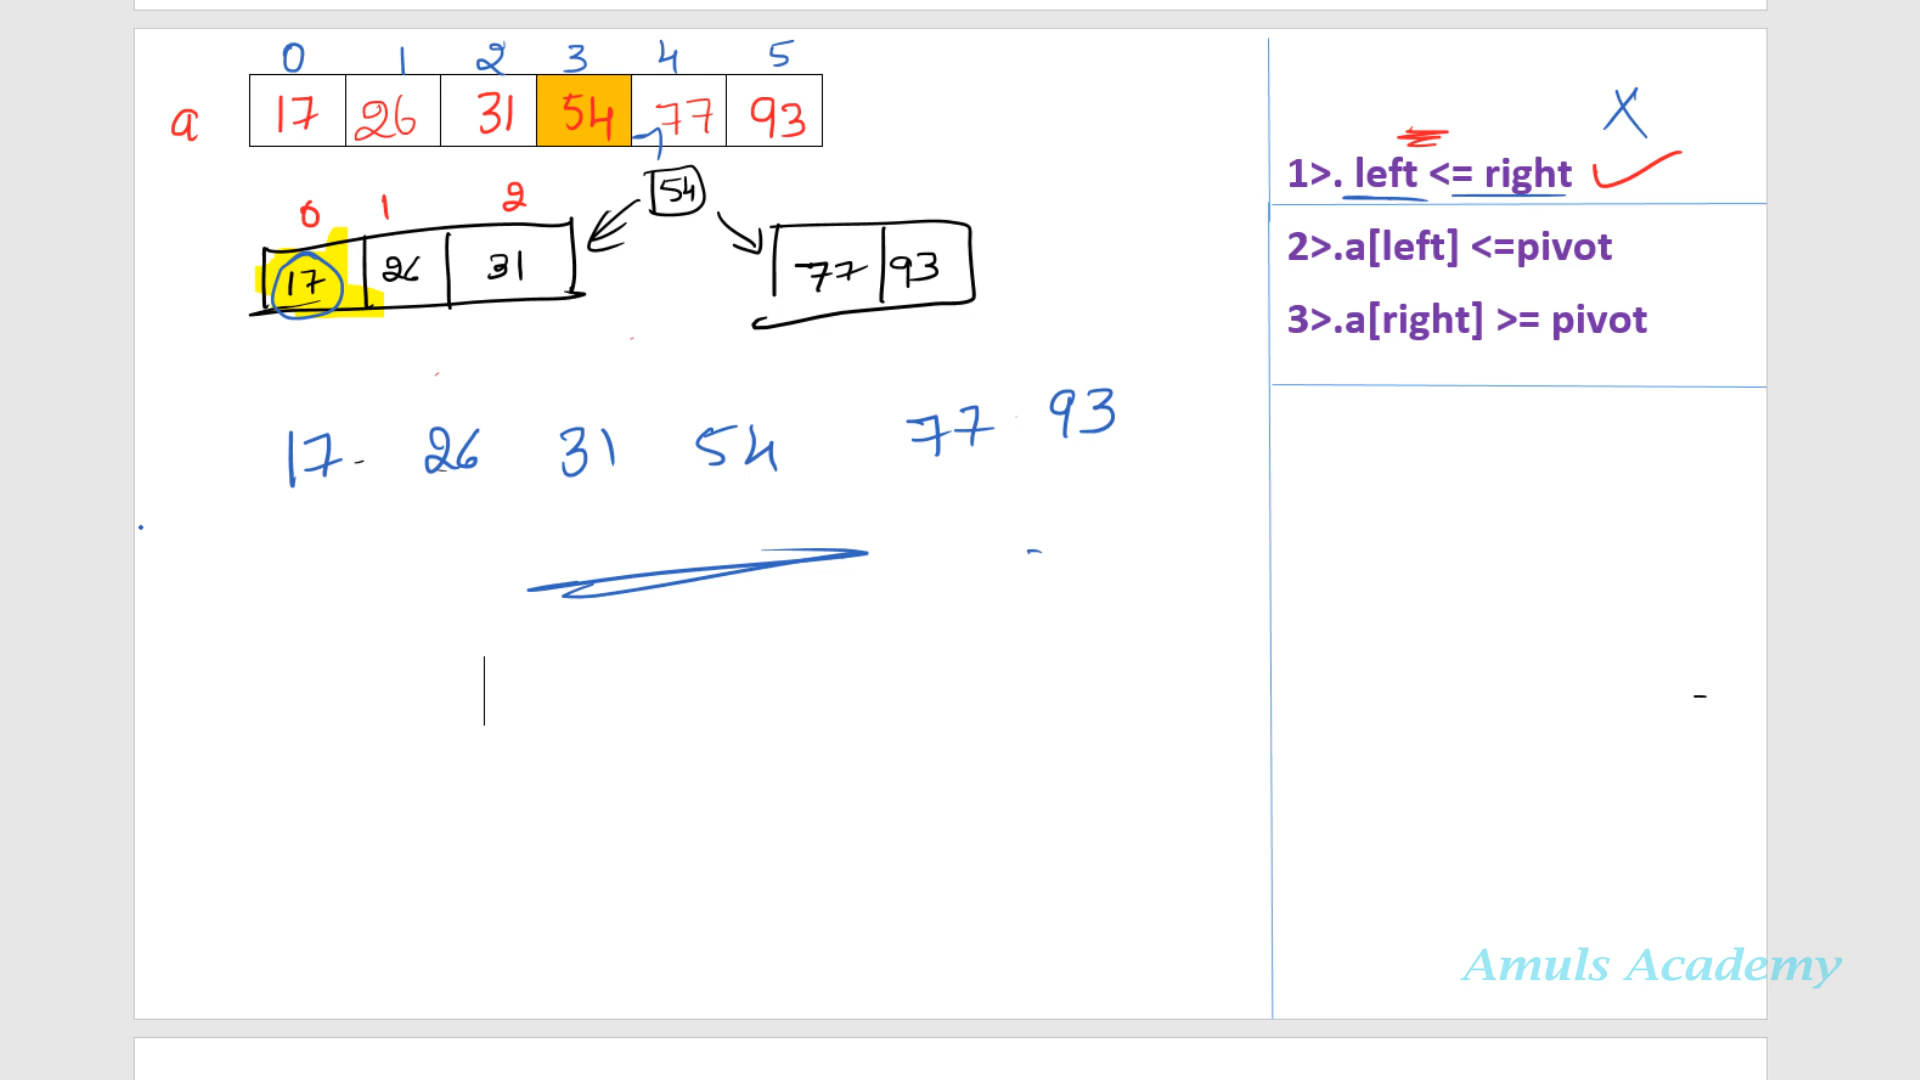 0 1 2 3 4 5
a 17 26 31 54 77 93
54
0 1 2
17 26 31 77 93
17 26 31 54 77 93
X
1>. left <= right
2>.a[left] <=pivot
3>.a[right] >= pivot
Amuls Academy